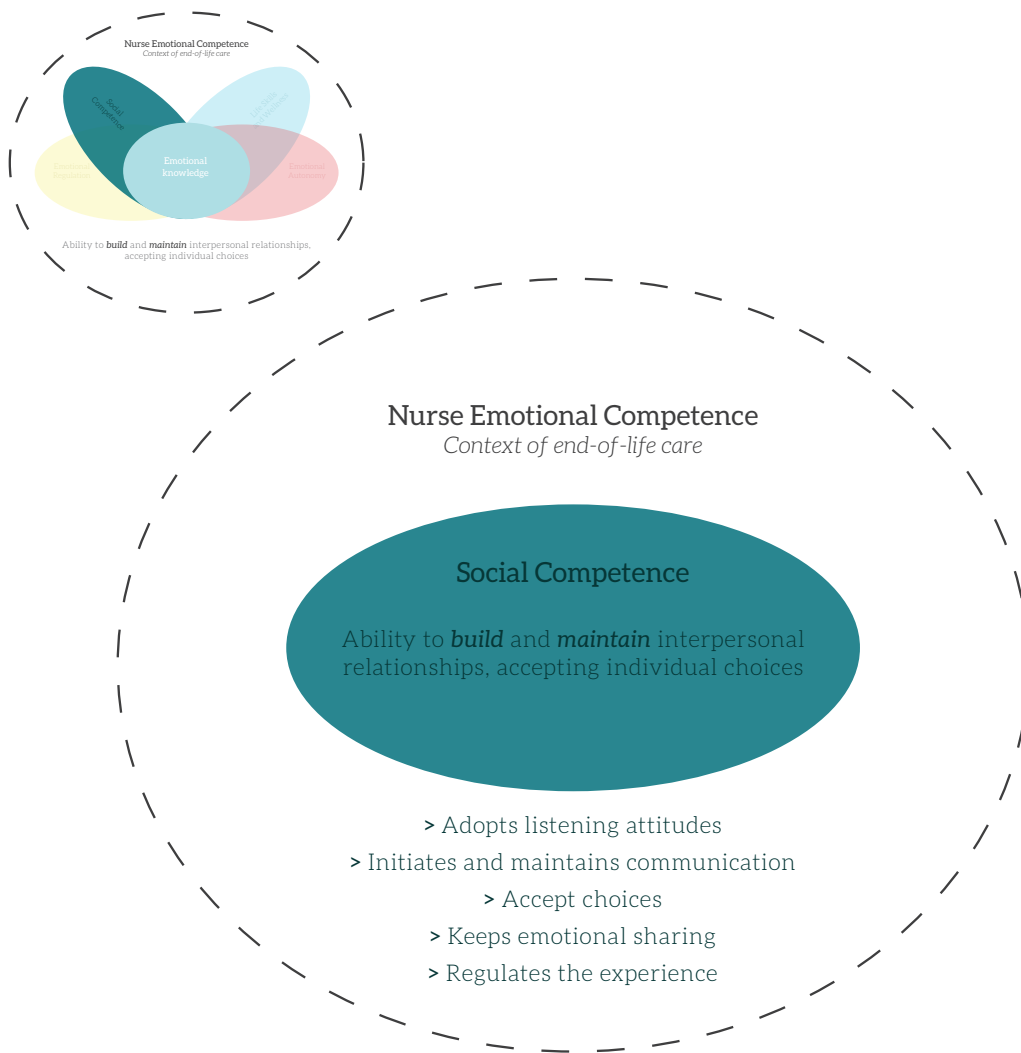 Nurse Emotional Competence
Context of end-of-life care
Social
Competence
Emotional
knowledge
Emotional
Emotional
Ability to build and maintain interpersonal relationships,
accepting individual choices
Nurse Emotional Competence
Context of end-of-life care
Social Competence
Ability to build and maintain interpersonal
relationships, accepting individual choices
> Adopts listening attitudes
> Initiates and maintains communication
> Accept choices
> Keeps emotional sharing
> Regulates the experience